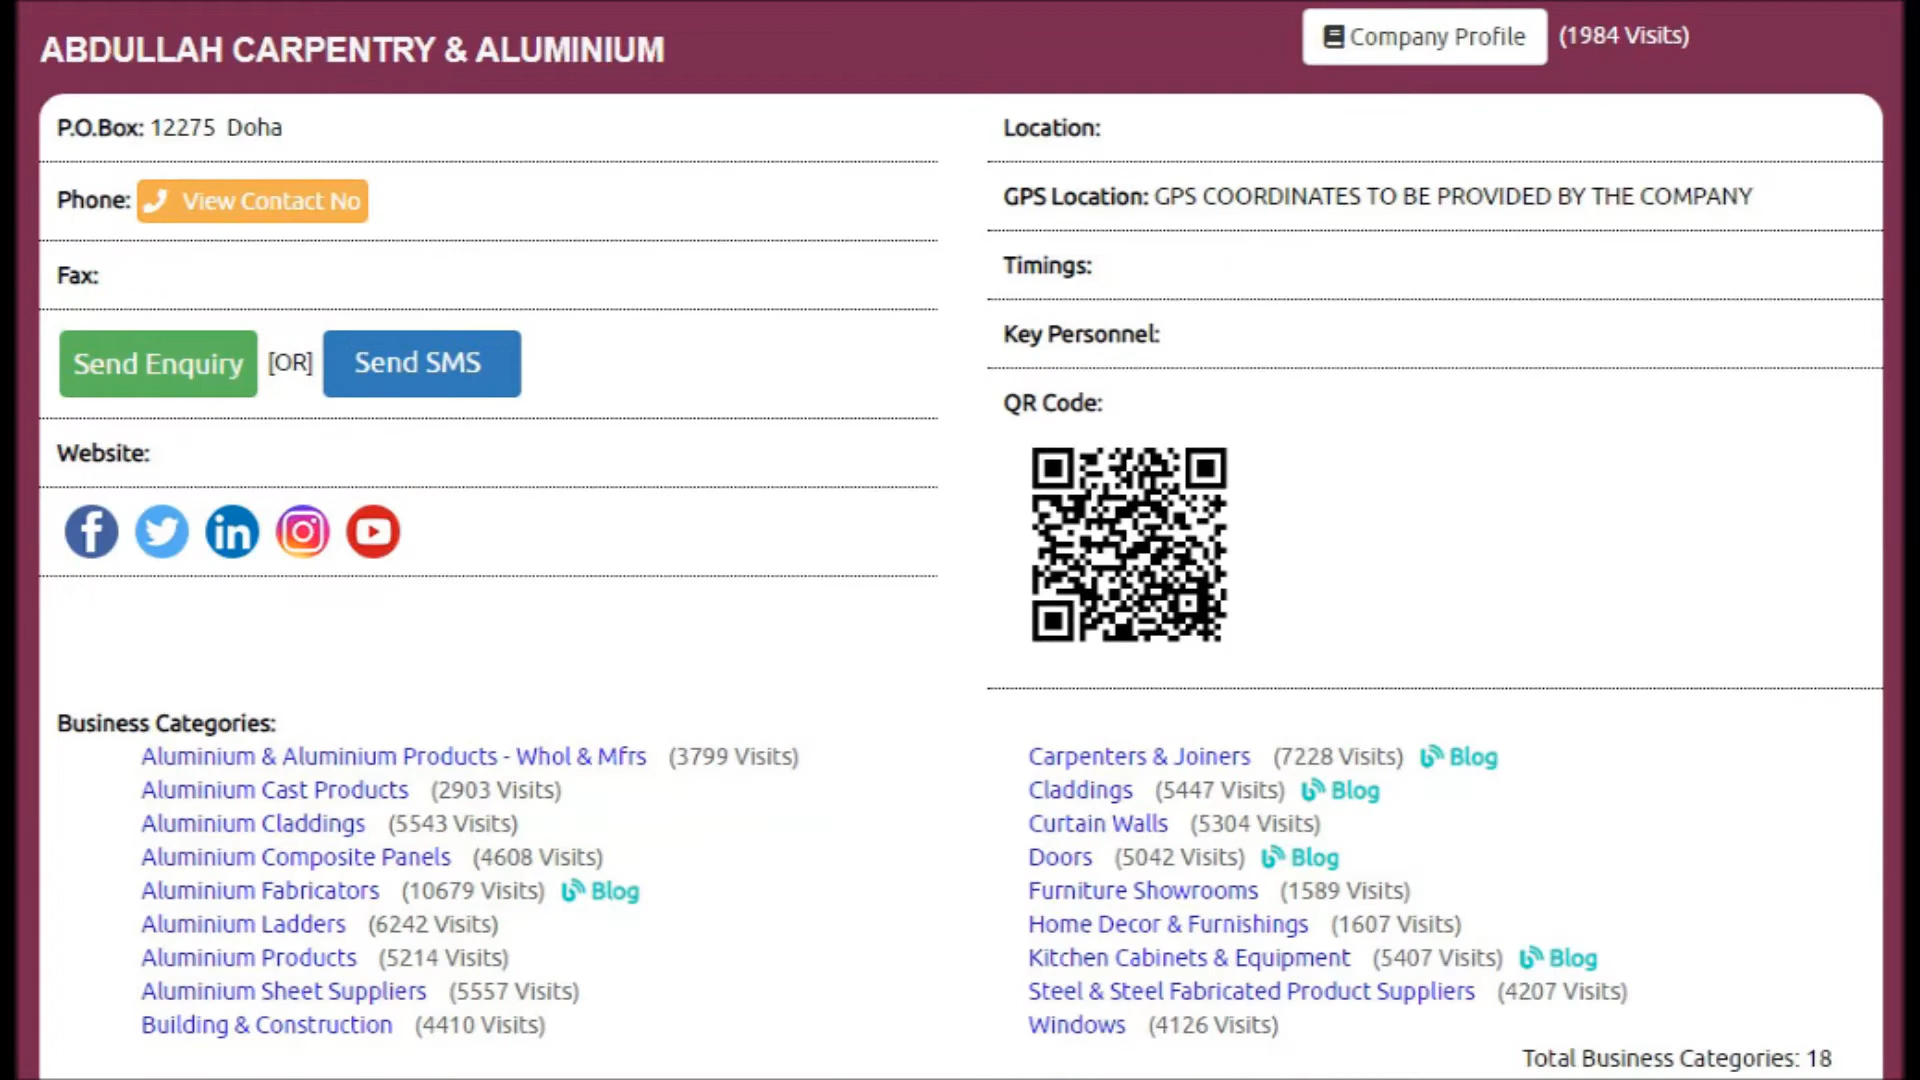 ABDULLAH CARPENTRY & ALUMINIUM
Company Profile (1984 Visits)
P.O.Box: 12275 Doha
Phone: View Contact No
Fax:
Send Enquiry [OR] Send SMS
Website:
Location:
GPS Location: GPS COORDINATES TO BE PROVIDED BY THE COMPANY
Timings:
Key Personnel:
QR Code:
Business Categories:
Aluminium & Aluminium Products - Whol & Mfrs (3799 Visits)
Aluminium Cast Products (2903 Visits)
Aluminium Claddings (5543 Visits)
Aluminium Composite Panels (4608 Visits)
Aluminium Fabricators (10679 Visits) Blog
Aluminium Ladders (6242 Visits)
Aluminium Products (5214 Visits)
Aluminium Sheet Suppliers (5557 Visits)
Building & Construction (4410 Visits)
Carpenters & Joiners (7228 Visits) Blog
Claddings (5447 Visits) Blog
Curtain Walls (5304 Visits)
Doors (5042 Visits) Blog
Furniture Showrooms (1589 Visits)
Home Decor & Furnishings (1607 Visits)
Kitchen Cabinets & Equipment (5407 Visits) Blog
Steel & Steel Fabricated Product Suppliers (4207 Visits)
Windows (4126 Visits)
Total Business Categories: 18